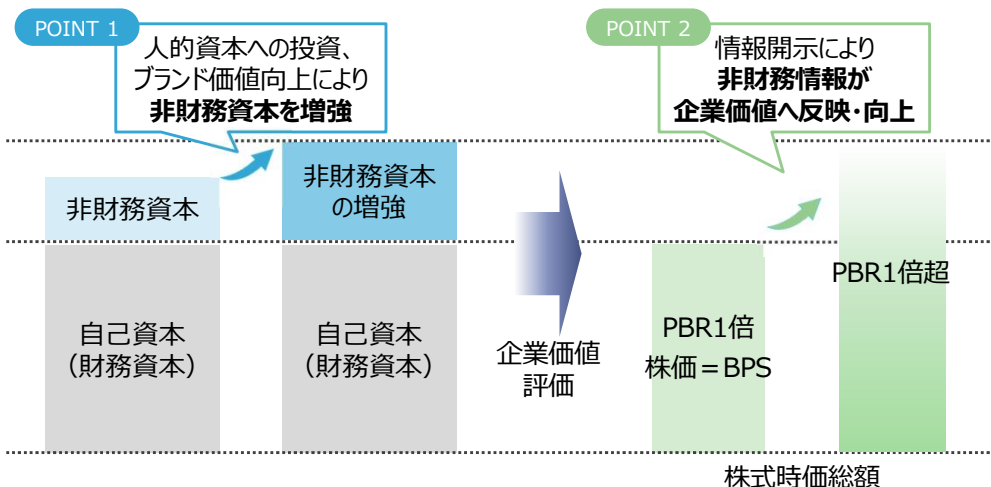 POINT 1
人的資本への投資、
ブランド価値向上により
非財務資本を増強
POINT 2
情報開示により
非財務情報が
企業価値へ反映・向上
非財務資本
非財務資本
の増強
自己資本
（財務資本）
自己資本
（財務資本）
企業価値
評価
PBR1倍
株価＝BPS
PBR1倍超
株式時価総額